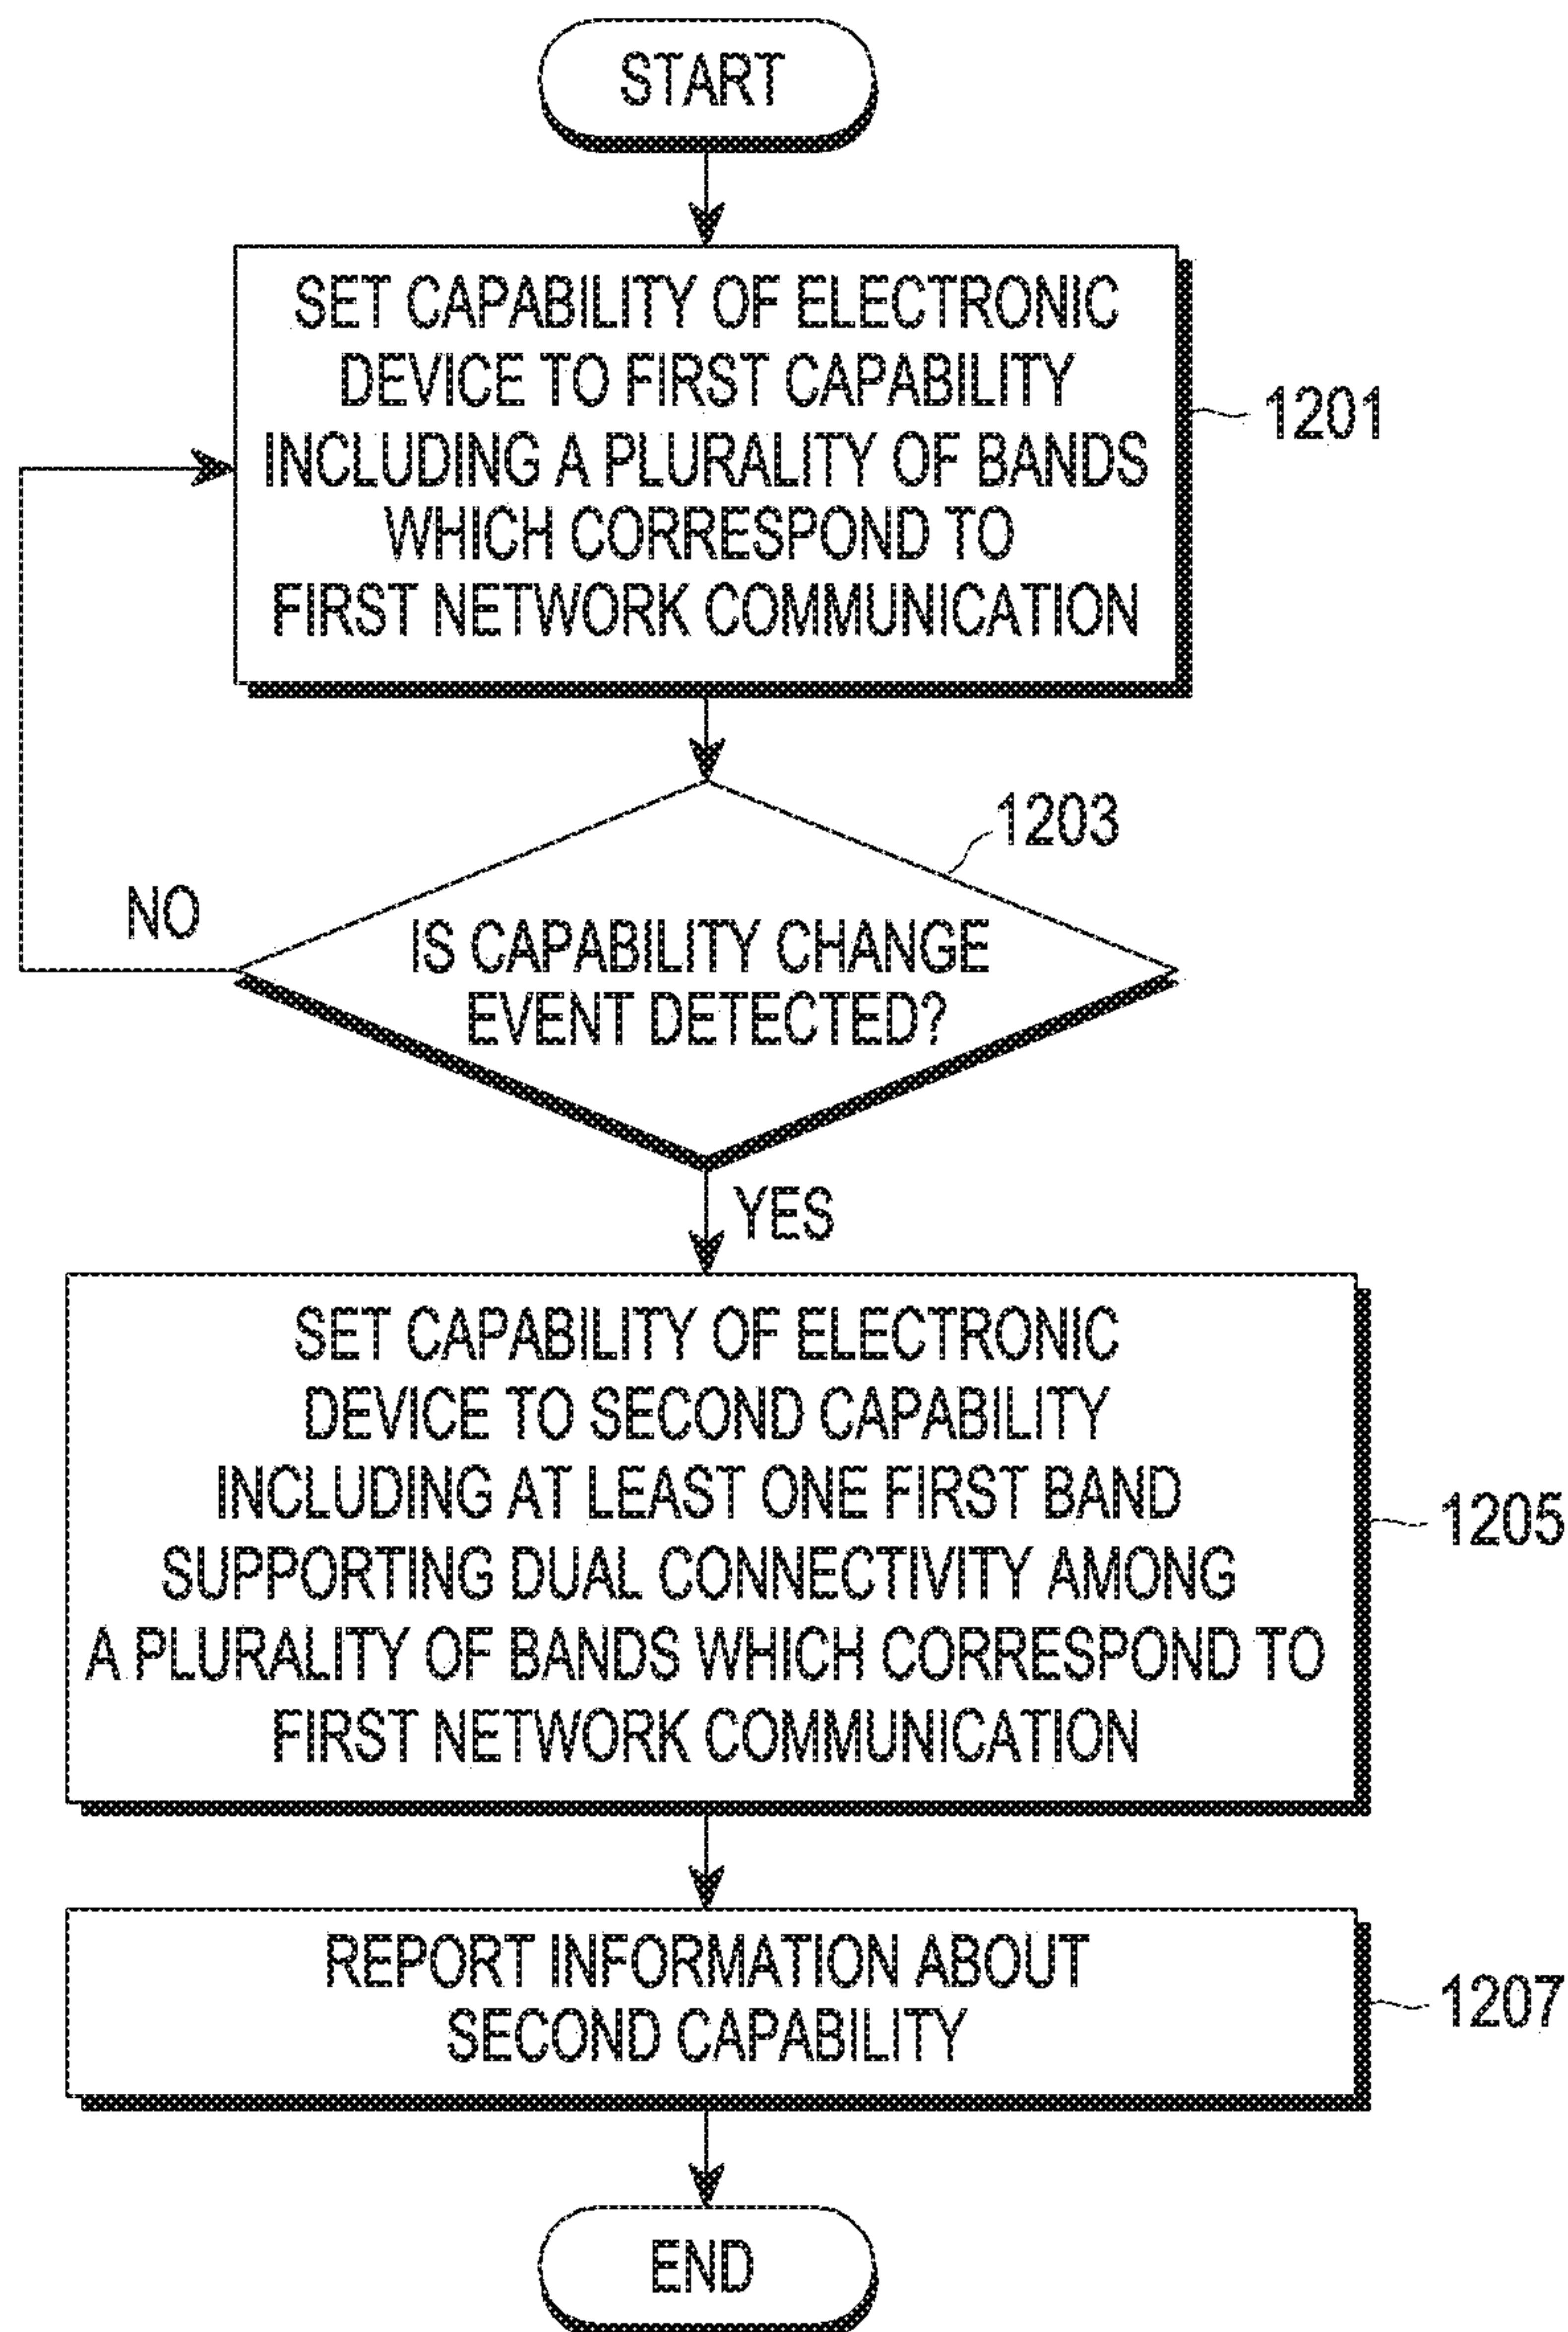 START
SET CAPABILITY OF ELECTRONIC
DEVICE TO FIRST CAPABILITY
INCLUDING A PLURALITY OF BANDS
WHICH CORRESPOND TO
FIRST NETWORK COMMUNICATION
1201
1203
IS CAPABILITY CHANGE
EVENT DETECTED?
NO
YES
SET CAPABILITY OF ELECTRONIC
DEVICE TO SECOND CAPABILITY
INCLUDING AT LEAST ONE FIRST BAND
SUPPORTING DUAL CONNECTIVITY AMONG
A PLURALITY OF BANDS WHICH CORRESPOND TO
FIRST NETWORK COMMUNICATION
1205
REPORT INFORMATION ABOUT
SECOND CAPABILITY
1207
END